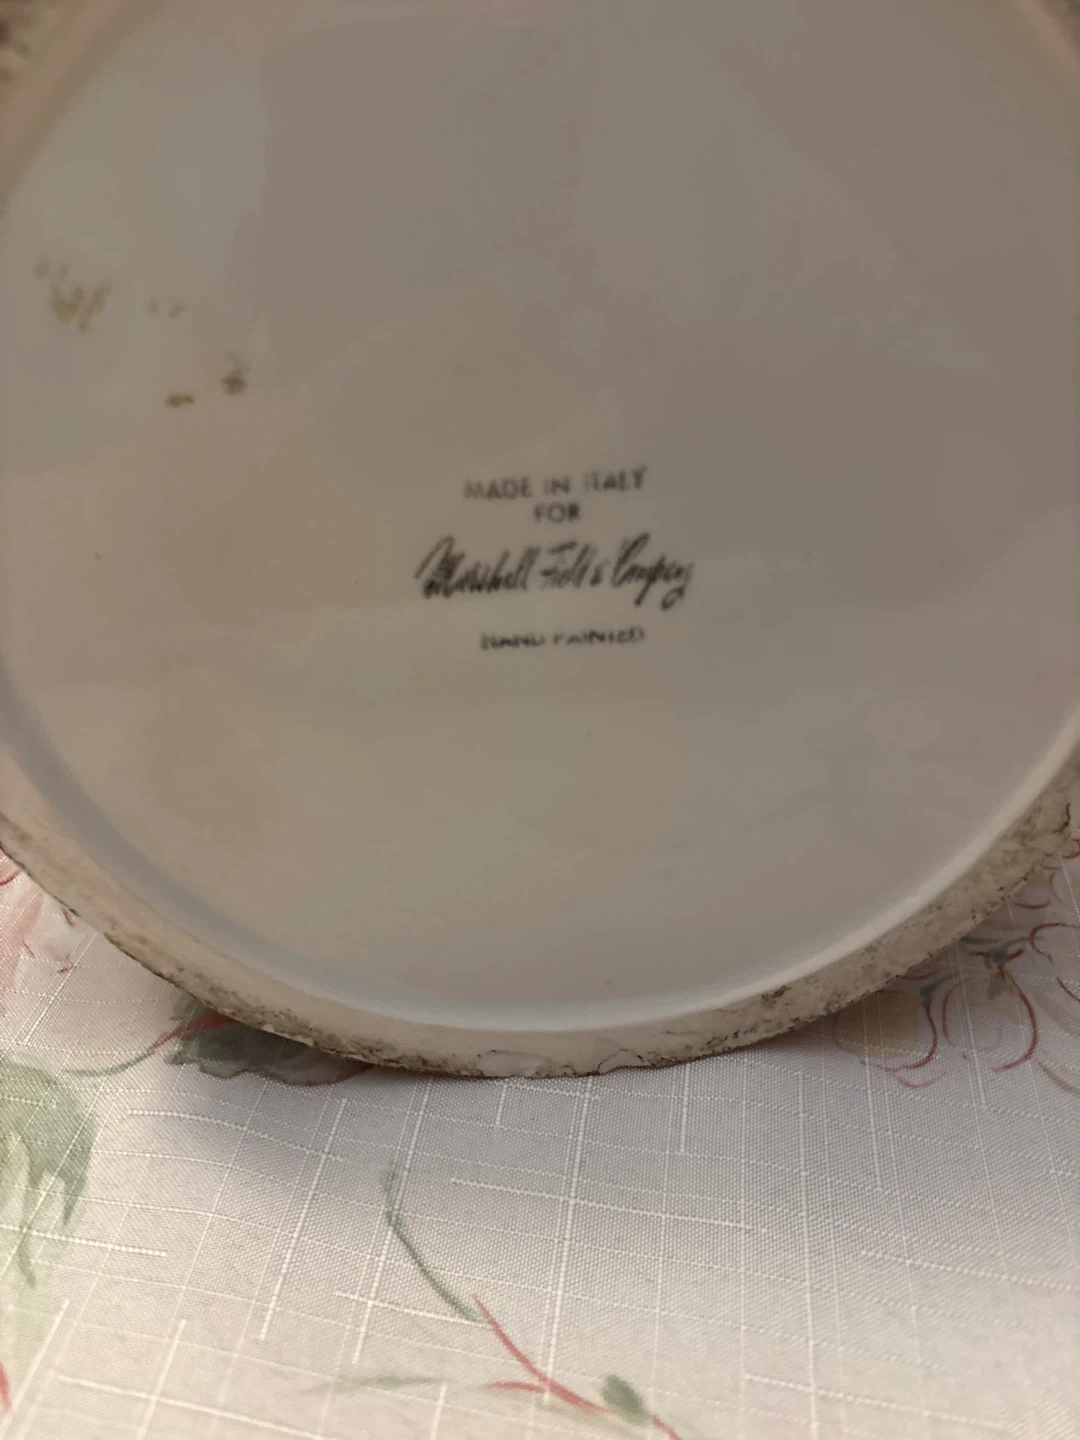 MADE IN ITALY
FOR
Marshall Field & Company
HAND PAINTED